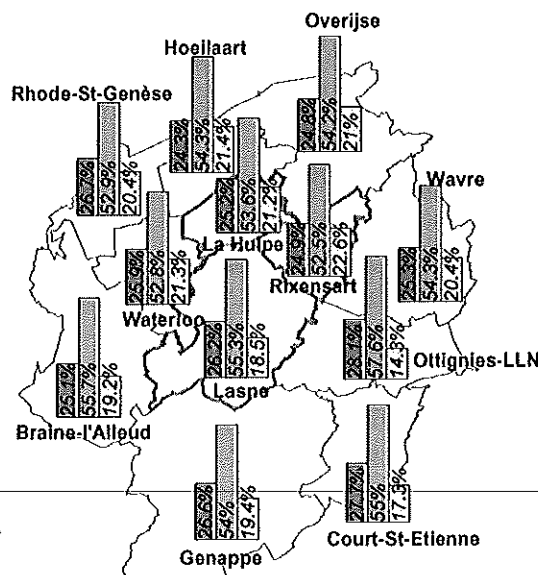 Overijse
24.8% 54.2% 21%
Hoeilaart
24.3% 54.3% 21.4%
Rhode-St-Genèse
26.7% 52.9% 20.4%
25.2% 53.6% 21.2%
La Hulpe
Wavre
25.3% 54.3% 20.4%
24.9% 52.5% 22.6%
Rixensart
25.9% 52.8% 21.3%
Waterloo
26.2% 55.3% 18.5%
Lasne
28.1% 57.6% 14.3%
Ottignies-LLN
25.1% 55.7% 19.2%
Braine-l'Alleud
26.6% 54% 19.4%
Genappe
27.7% 55% 17.3%
Court-St-Etienne